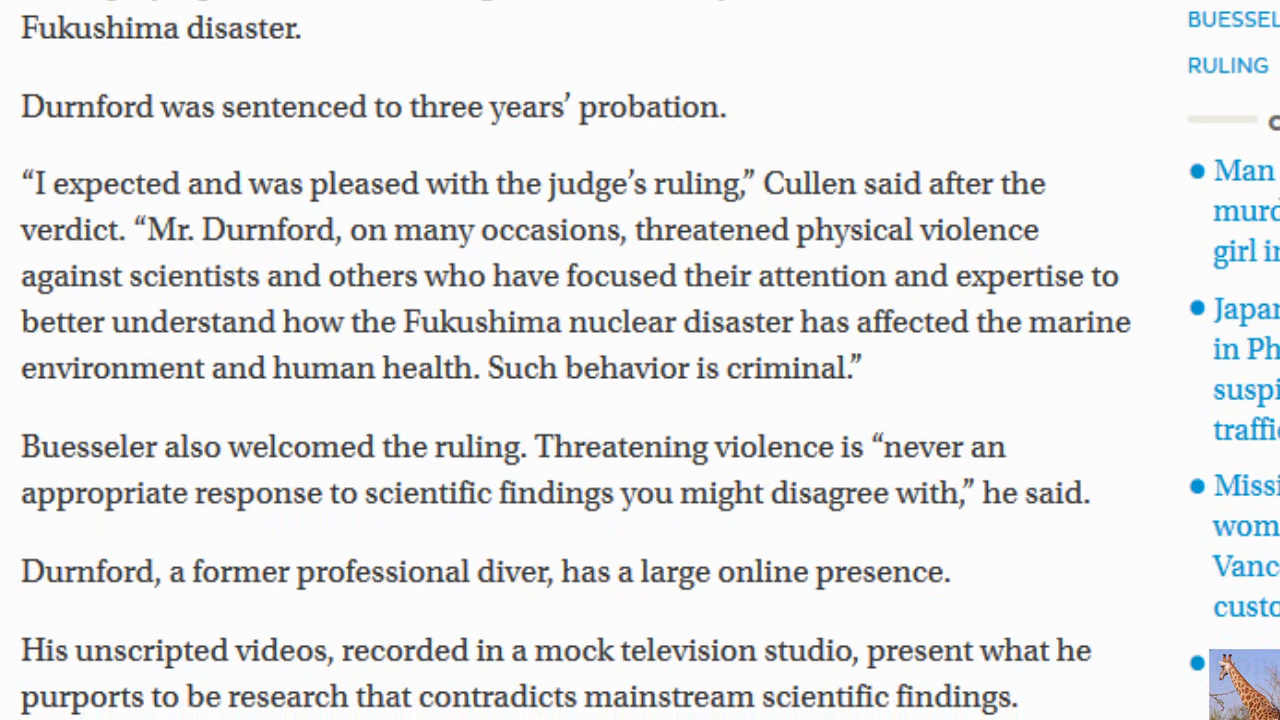 Fukushima disaster.
Durnford was sentenced to three years’ probation.
“I expected and was pleased with the judge’s ruling,” Cullen said after the
verdict. “Mr. Durnford, on many occasions, threatened physical violence
against scientists and others who have focused their attention and expertise to
better understand how the Fukushima nuclear disaster has affected the marine
environment and human health. Such behavior is criminal.”
Buesseler also welcomed the ruling. Threatening violence is “never an
appropriate response to scientific findings you might disagree with,” he said.
Durnford, a former professional diver, has a large online presence.
His unscripted videos, recorded in a mock television studio, present what he
purports to be research that contradicts mainstream scientific findings.
BUESSEL
RULING
Man
murd
girl in
Japan
in Ph
suspi
traffic
Missi
wom
Vanc
custo